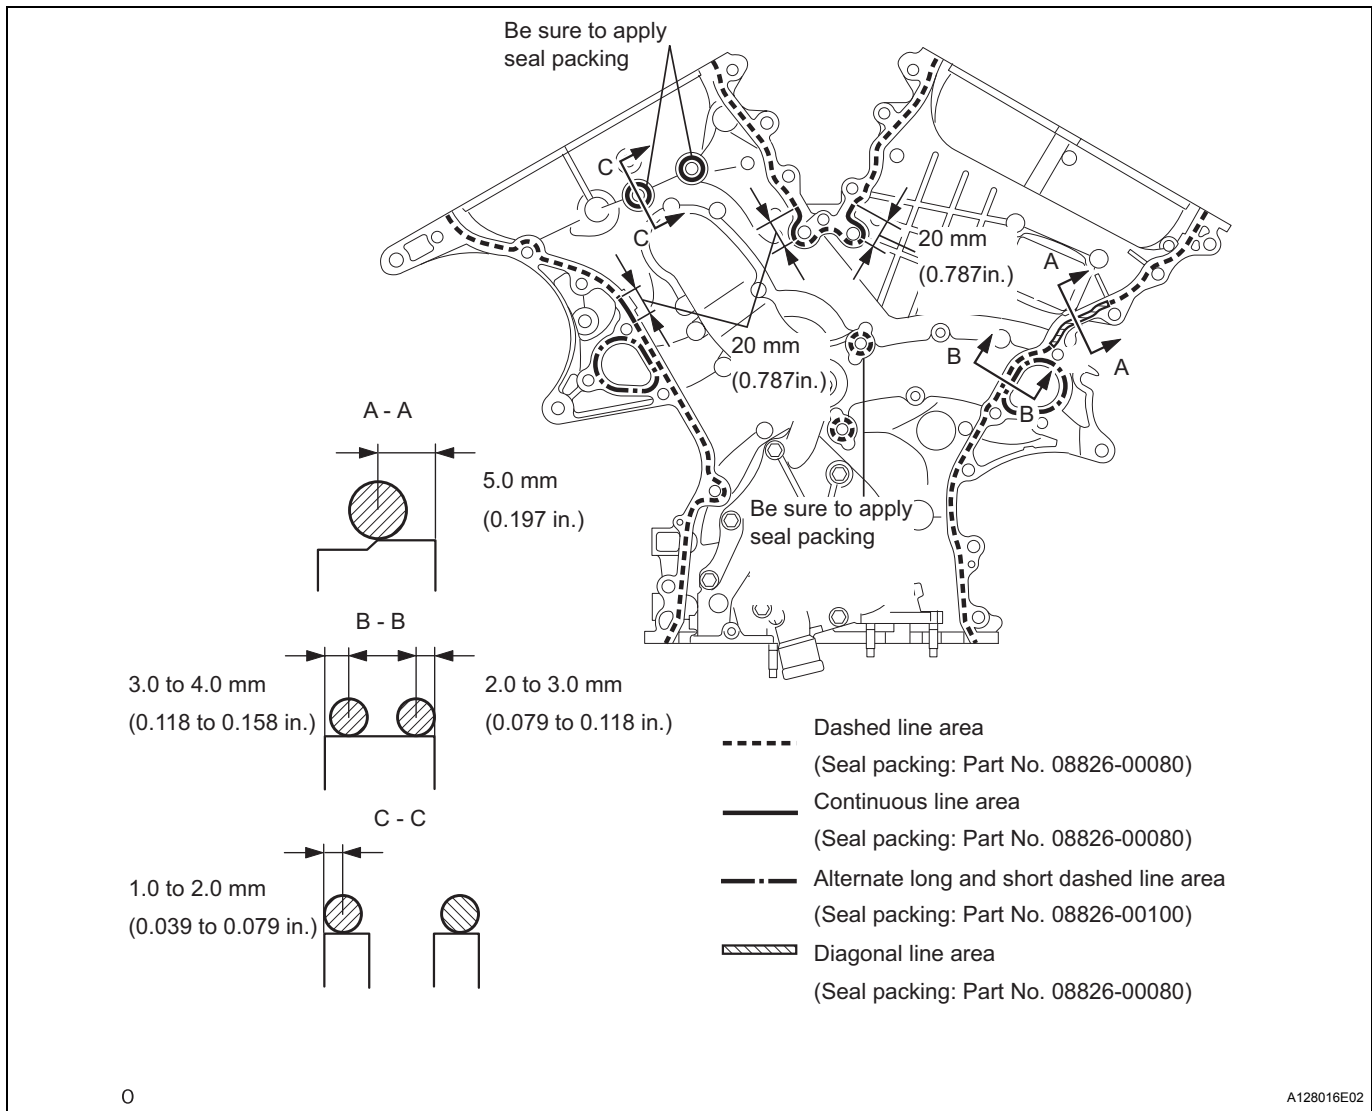 Be sure to apply
seal packing
C
C
20 mm
(0.787in.)
A
A
20 mm
(0.787in.)
B
B
Be sure to apply
seal packing
A - A
5.0 mm
(0.197 in.)
B - B
3.0 to 4.0 mm
(0.118 to 0.158 in.)
2.0 to 3.0 mm
(0.079 to 0.118 in.)
C - C
1.0 to 2.0 mm
(0.039 to 0.079 in.)
Dashed line area
(Seal packing: Part No. 08826-00080)
Continuous line area
(Seal packing: Part No. 08826-00080)
Alternate long and short dashed line area
(Seal packing: Part No. 08826-00100)
Diagonal line area
(Seal packing: Part No. 08826-00080)
O
A128016E02